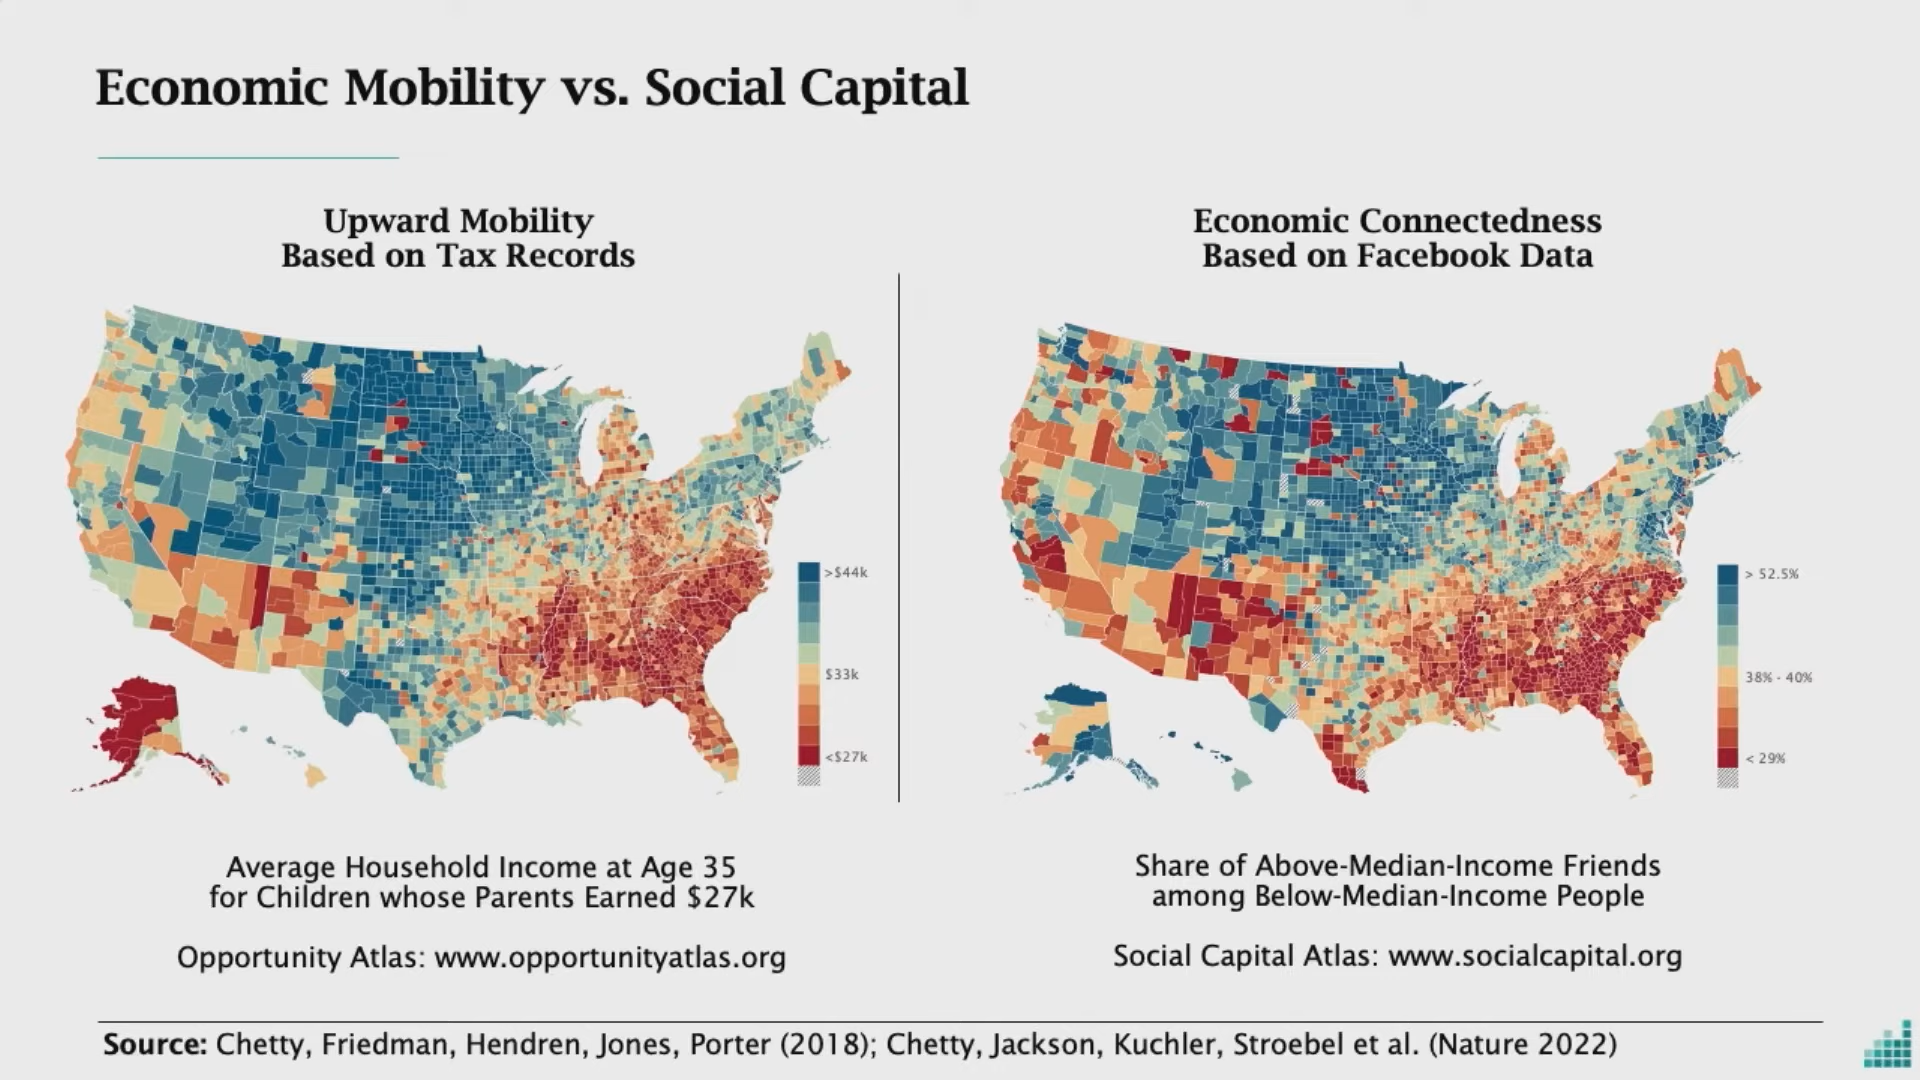 Economic Mobility vs. Social Capital
Upward Mobility
Based on Tax Records
>$44k
$33k
<$27k
Average Household Income at Age 35
for Children whose Parents Earned $27k
Opportunity Atlas: www.opportunityatlas.org
Economic Connectedness
Based on Facebook Data
> 52.5%
38% - 40%
< 29%
Share of Above-Median-Income Friends
among Below-Median-Income People
Social Capital Atlas: www.socialcapital.org
Source: Chetty, Friedman, Hendren, Jones, Porter (2018); Chetty, Jackson, Kuchler, Stroebel et al. (Nature 2022)